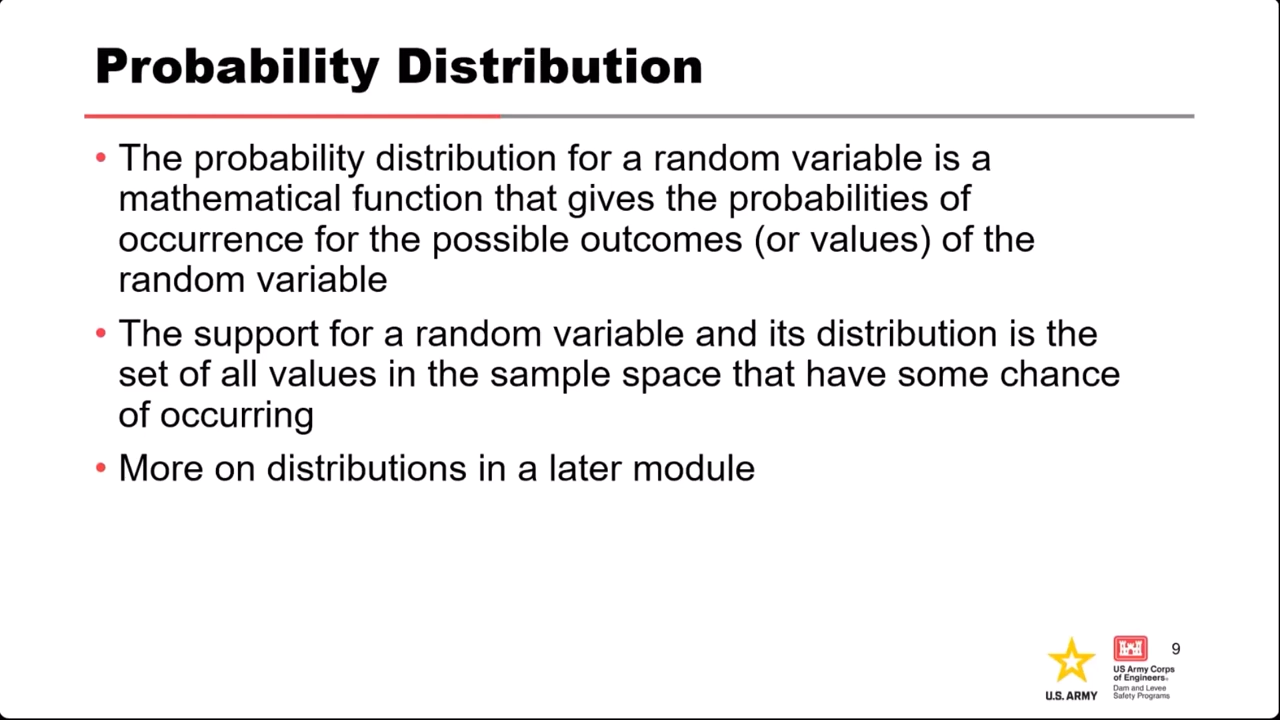 Probability Distribution
• The probability distribution for a random variable is a
mathematical function that gives the probabilities of
occurrence for the possible outcomes (or values) of the
random variable
• The support for a random variable and its distribution is the
set of all values in the sample space that have some chance
of occurring
• More on distributions in a later module
U.S. ARMY
US Army Corps
of Engineers®
Dam and Levee
Safety Programs
9